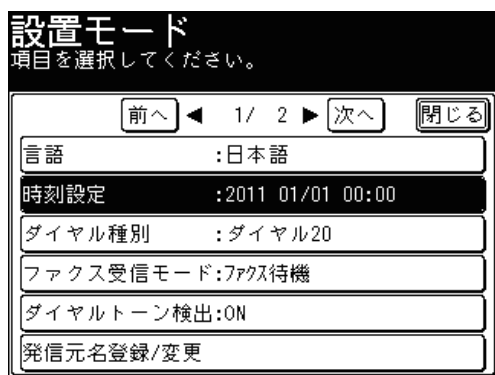 設置モード
項目を選択してください。
前へ ◀ 1/ 2 ▶ 次へ 閉じる
言語 :日本語
時刻設定 :2011 01/01 00:00
ダイヤル種別 :ダイヤル20
ファクス受信モード:ﾌｧｸｽ待機
ダイヤルトーン検出:ON
発信元名登録/変更